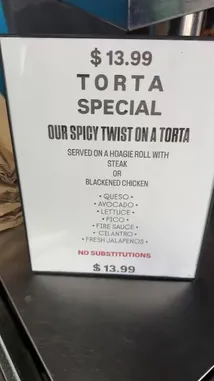 $13.99
TORTA
SPECIAL
OUR SPICY TWIST ON A TORTA
SERVED ON A HOAGIE ROLL WITH
STEAK
OR
BLACKENED CHICKEN
• QUESO •
• AVOCADO •
• LETTUCE •
• PICO •
• FIRE SAUCE •
• CILANTRO •
• FRESH JALAPENOS •
NO SUBSTITUTIONS
$13.99